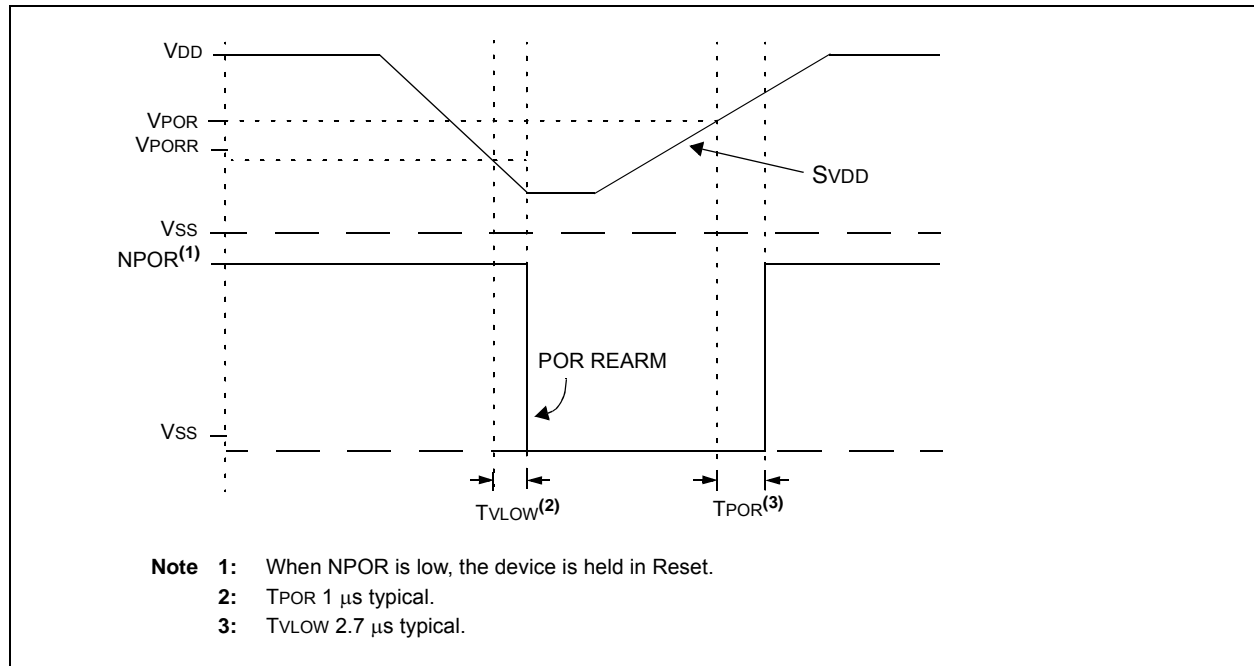 VDD
VPOR
VPORR
SVDD
VSS
NPOR(1)
POR REARM
VSS
TVLOW(2)
TPOR(3)
Note 1: When NPOR is low, the device is held in Reset.
2: TPOR 1 μs typical.
3: TVLOW 2.7 μs typical.